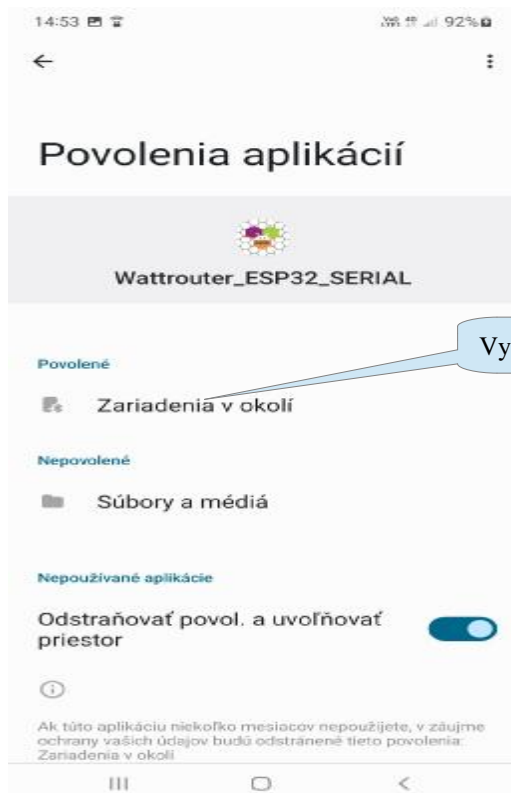 14:53 92%
Povolenia aplikácií
Wattrouter_ESP32_SERIAL
Vy
Povolené
Zariadenia v okolí
Nepovolené
Súbory a médiá
Nepoužívané aplikácie
Odstraňovať povol. a uvoľňovať
priestor
Ak túto aplikáciu niekoľko mesiacov nepoužijete, v záujme
ochrany vašich údajov budú odstránené tieto povolenia:
Zariadenia v okolí